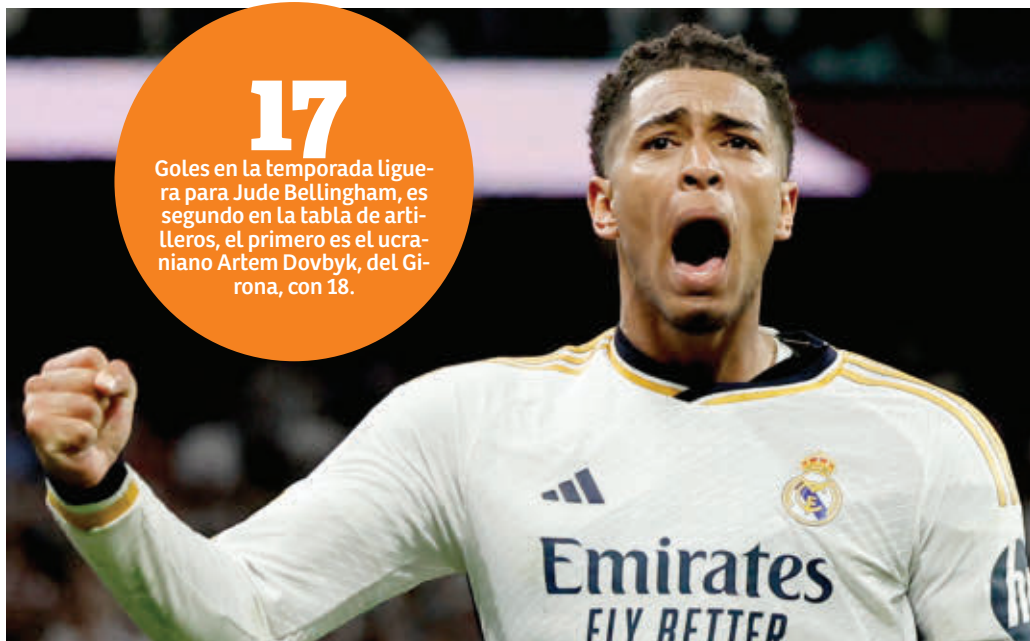 17
Goles en la temporada ligue-
ra para Jude Bellingham, es
segundo en la tabla de arti-
lleros, el primero es el ucra-
niano Artem Dovbyk, del Gi-
rona, con 18.
Emirates
FLY BETTER